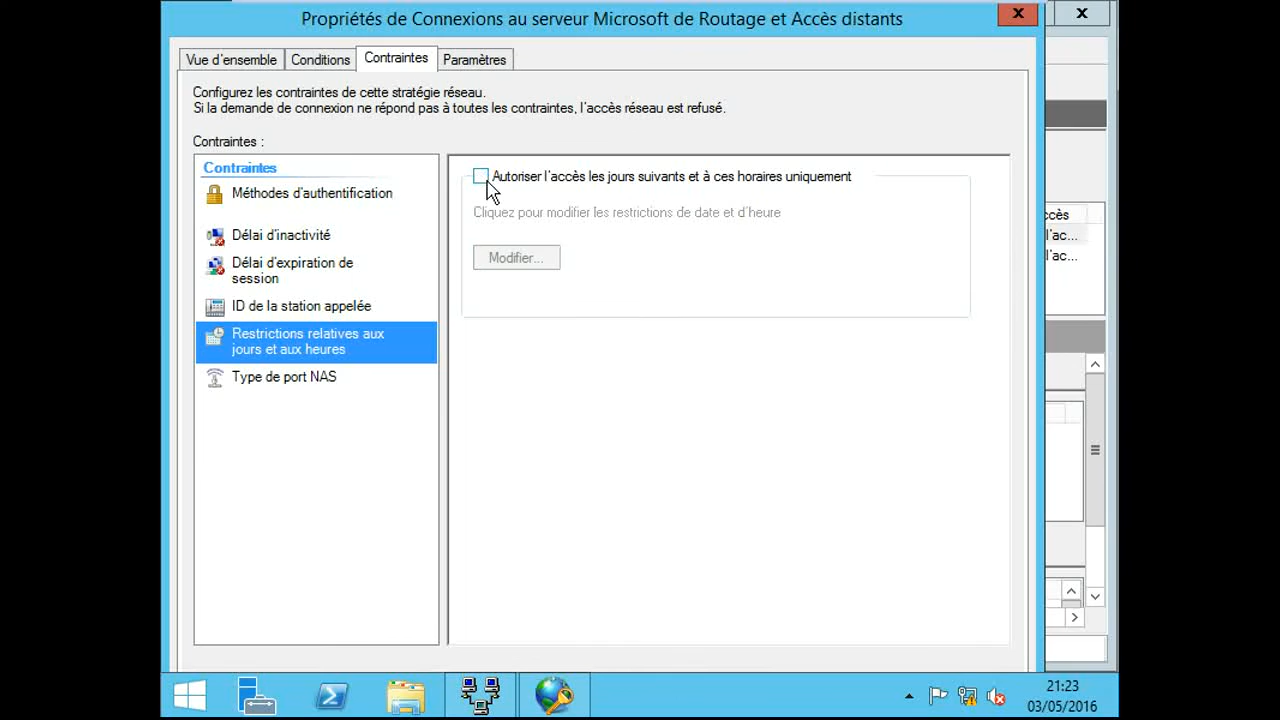 Propriétés de Connexions au serveur Microsoft de Routage et Accès distants
Vue d'ensemble
Conditions
Contraintes
Paramètres
Configurez les contraintes de cette stratégie réseau.
Si la demande de connexion ne répond pas à toutes les contraintes, l'accès réseau est refusé.
Contraintes :
Contraintes
Méthodes d'authentification
Délai d'inactivité
Délai d'expiration de
session
ID de la station appelée
Restrictions relatives aux
jours et aux heures
Type de port NAS
Autoriser l'accès les jours suivants et à ces horaires uniquement
Cliquez pour modifier les restrictions de date et d'heure
Modifier...
ccès
l'ac...
l'ac...
21:23
03/05/2016